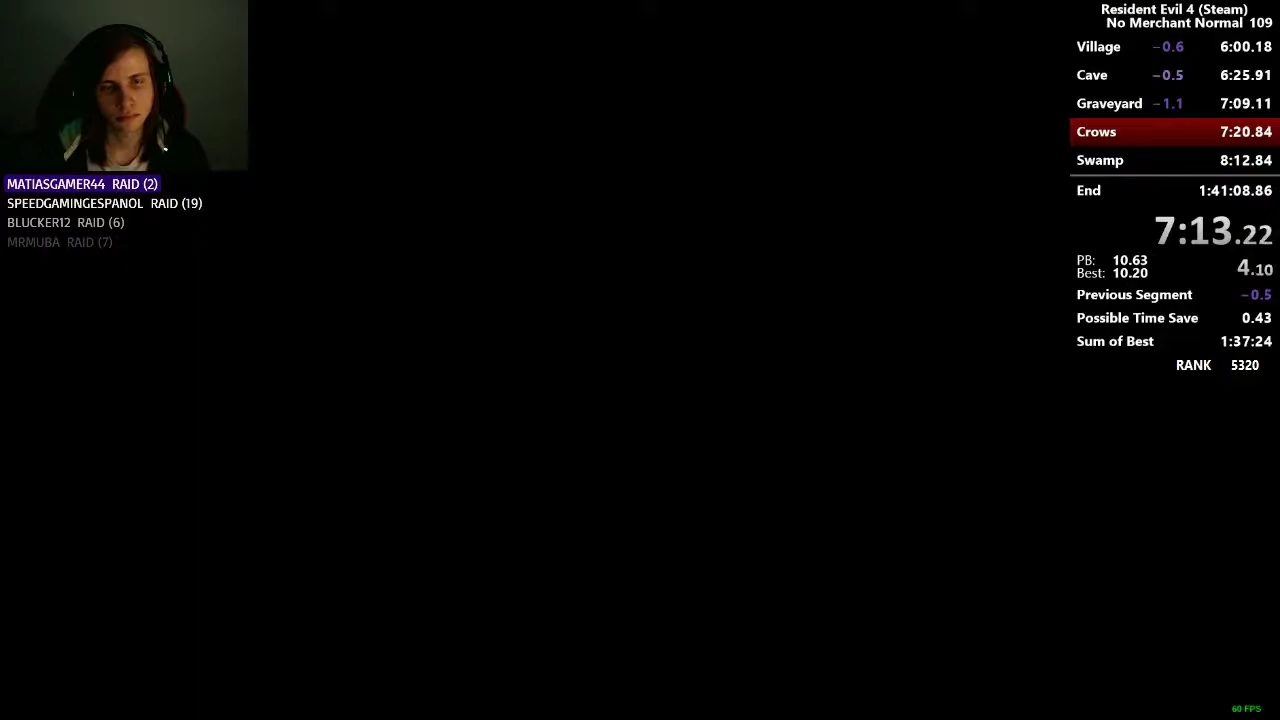 MATIASGAMER44 RAID (2)
SPEEDGAMINGESPANOL RAID (19)
BLUCKER12 RAID (6)
MRMUBA RAID (7)
Resident Evil 4 (Steam)
No Merchant Normal 109
Village -0.6 6:00.18
Cave -0.5 6:25.91
Graveyard -1.1 7:09.11
Crows 7:20.84
Swamp 8:12.84
End 1:41:08.86
7:13.22
PB: 10.63
Best: 10.20
4.10
Previous Segment -0.5
Possible Time Save 0.43
Sum of Best 1:37:24
RANK 5320
60 FPS